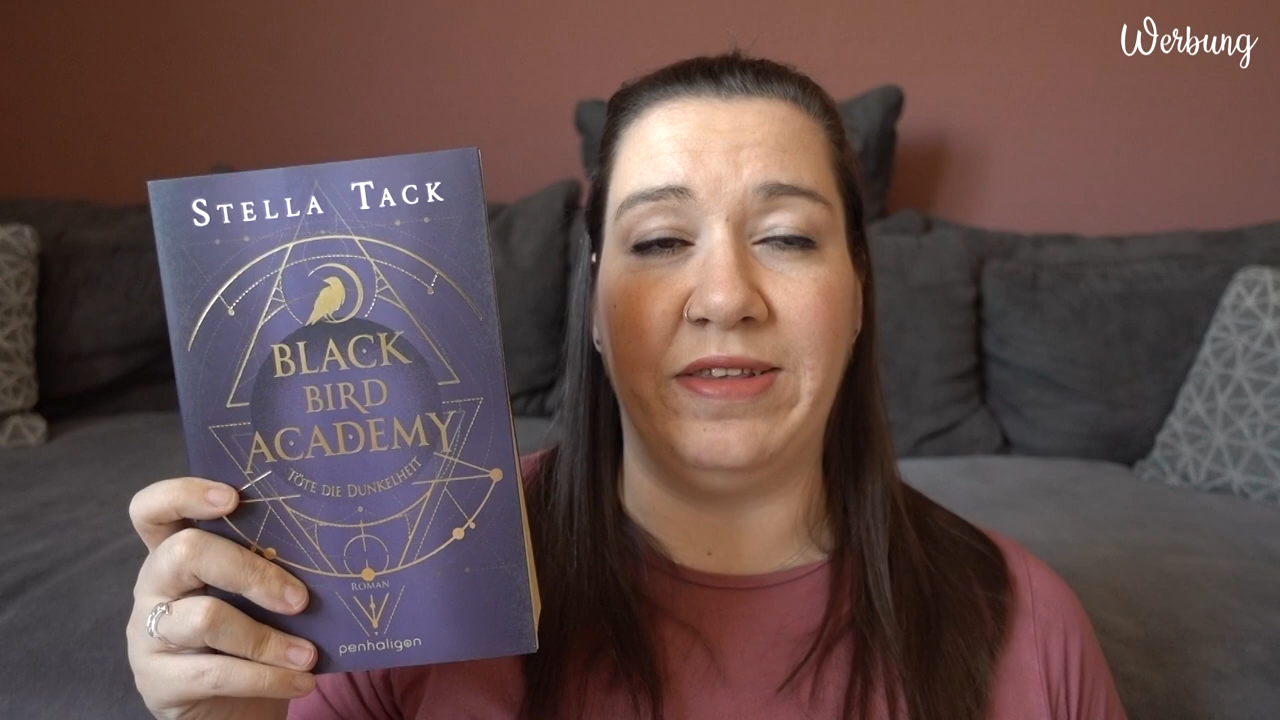 Werbung
STELLA TACK
BLACK
BIRD
ACADEMY
TÖTE DIE DUNKELHEIT
ROMAN
penhaligon